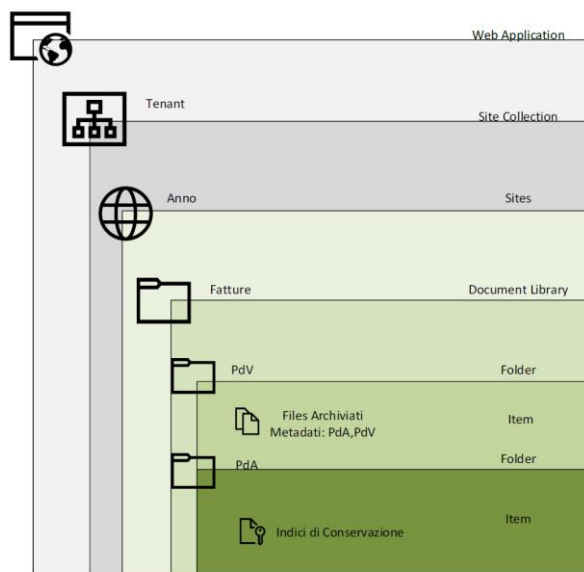 Web Application
Tenant
Site Collection
Anno
Sites
Fatture
Document Library
PdV
Folder
Files Archiviati
Metadati: PdA,PdV
Item
PdA
Folder
Indici di Conservazione
Item